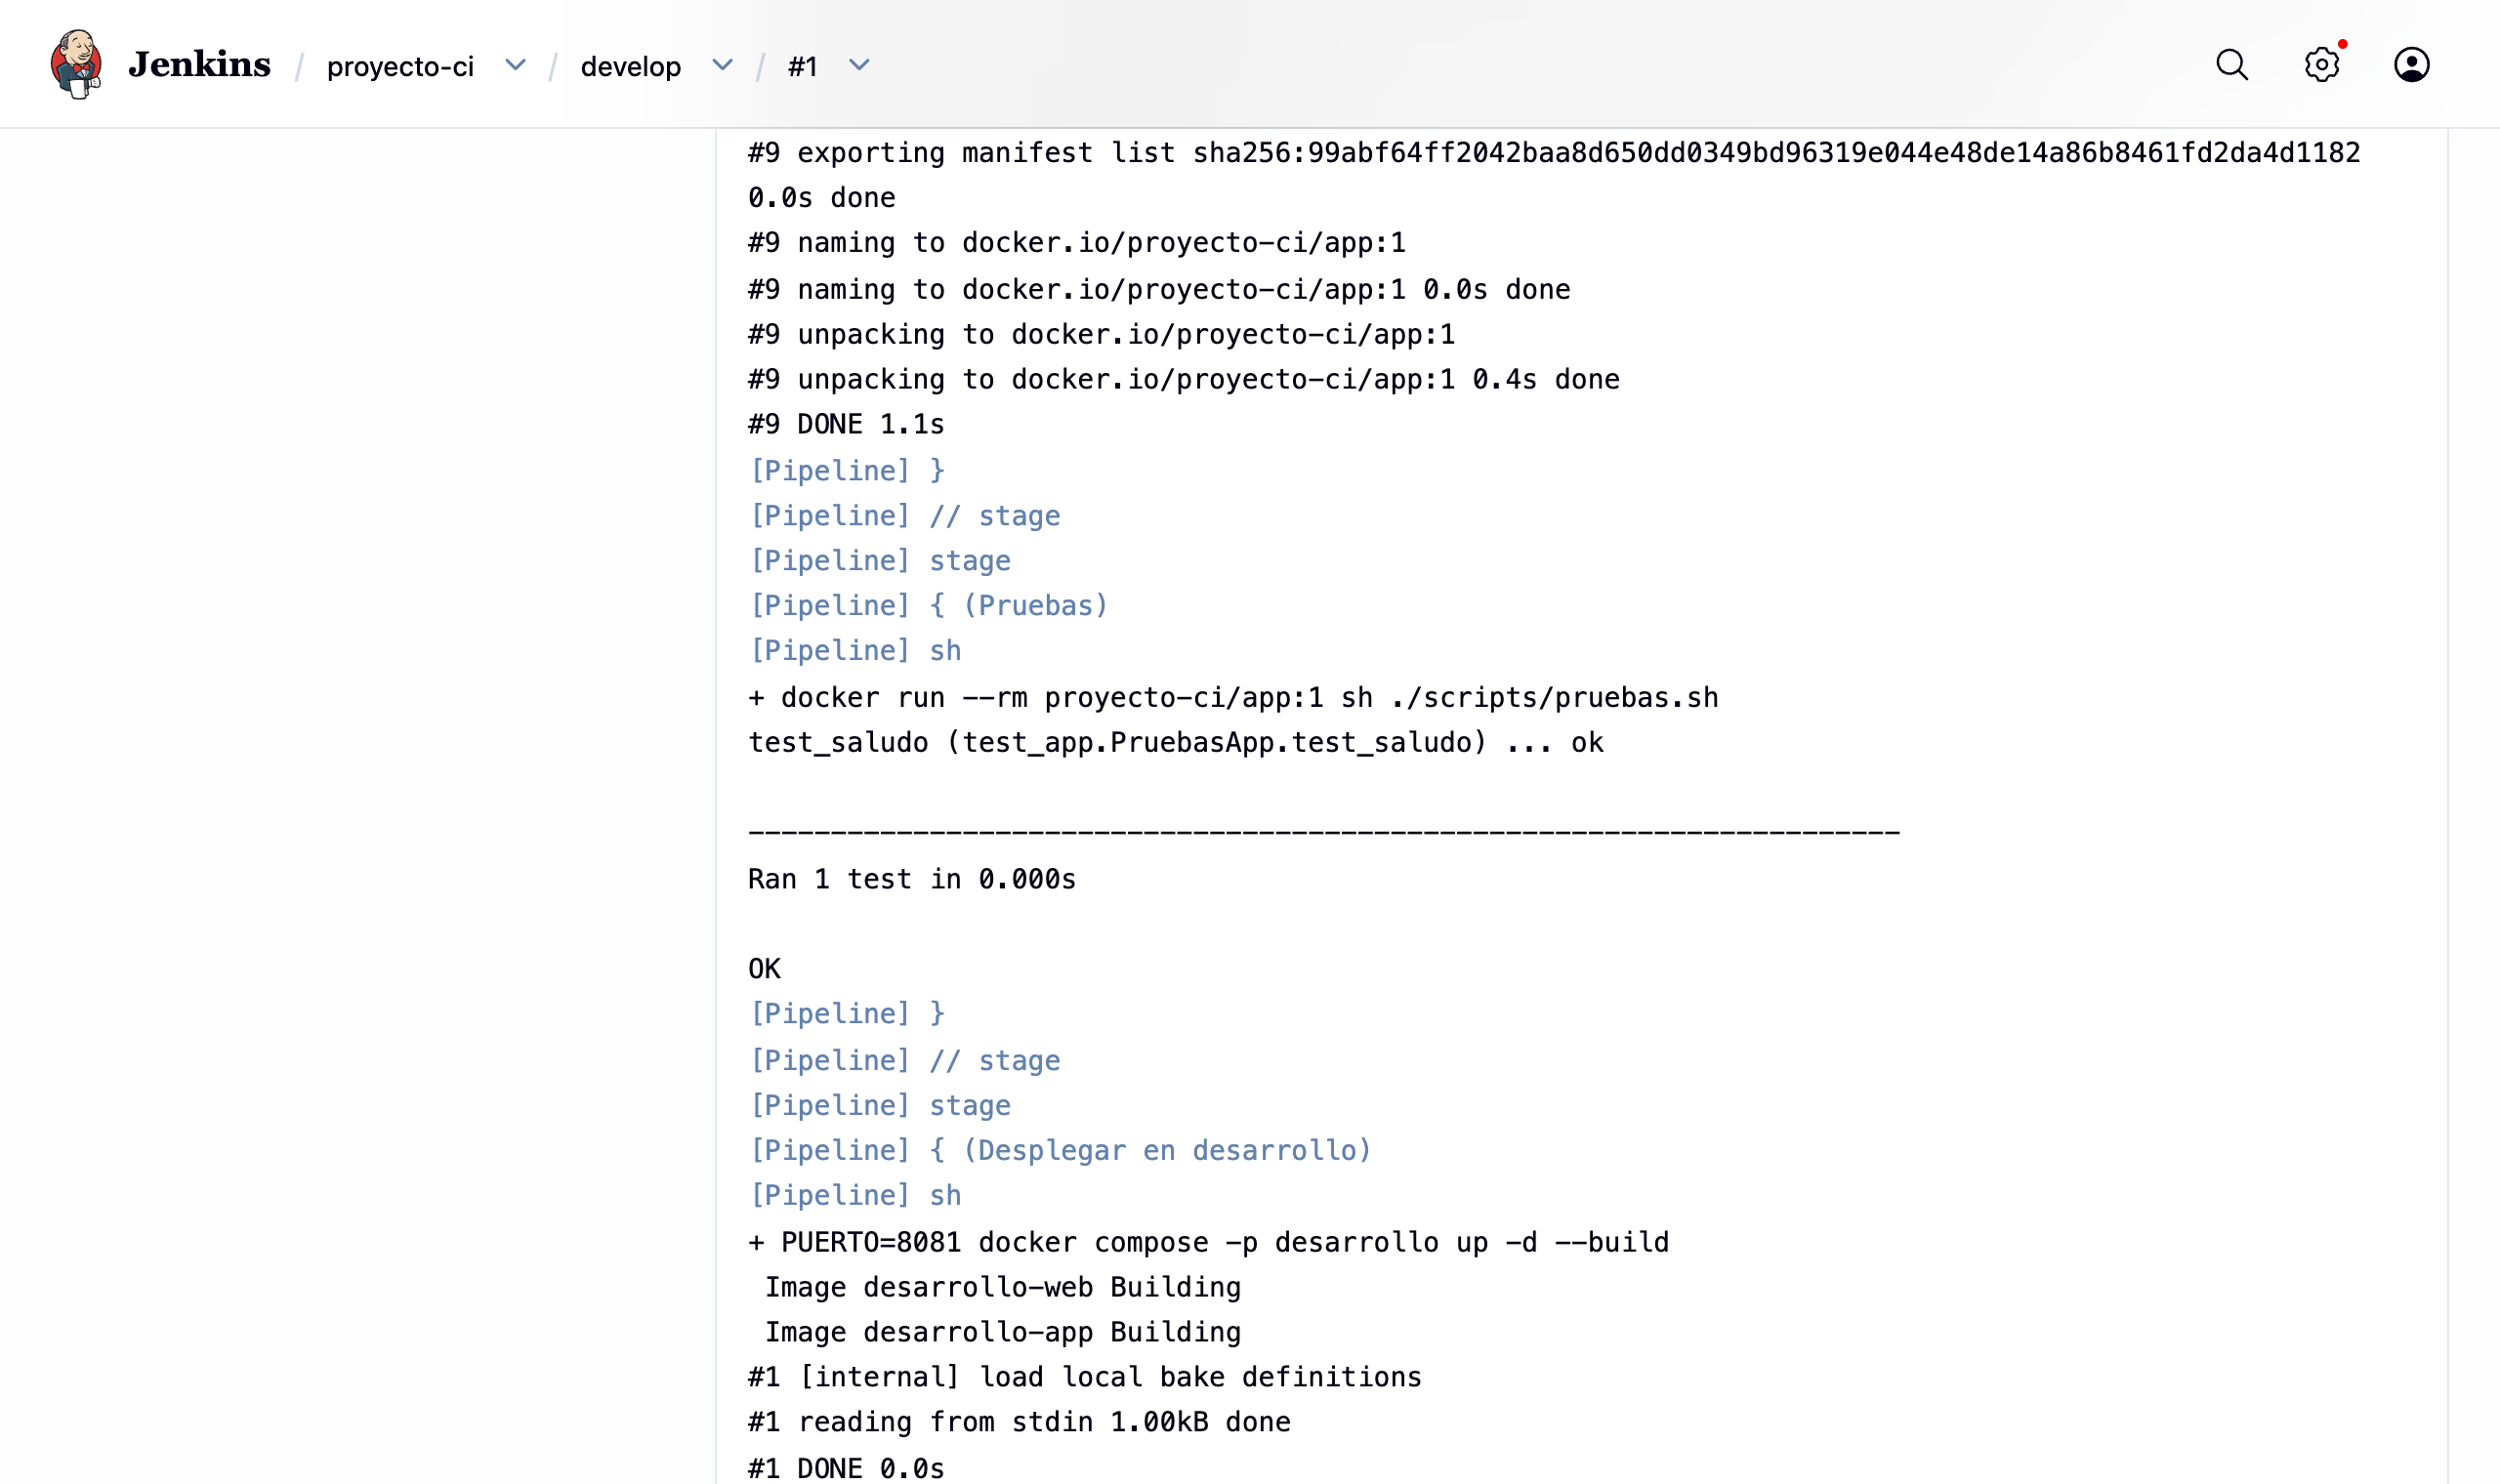 Jenkins / proyecto-ci / develop / #1
#9 exporting manifest list sha256:99abf64ff2042baa8d650dd0349bd96319e044e48de14a86b8461fd2da4d1182
0.0s done
#9 naming to docker.io/proyecto-ci/app:1
#9 naming to docker.io/proyecto-ci/app:1 0.0s done
#9 unpacking to docker.io/proyecto-ci/app:1
#9 unpacking to docker.io/proyecto-ci/app:1 0.4s done
#9 DONE 1.1s
[Pipeline] }
[Pipeline] // stage
[Pipeline] stage
[Pipeline] { (Pruebas)
[Pipeline] sh
+ docker run --rm proyecto-ci/app:1 sh ./scripts/pruebas.sh
test_saludo (test_app.PruebasApp.test_saludo) ... ok
----------------------------------------------------------------------
Ran 1 test in 0.000s
OK
[Pipeline] }
[Pipeline] // stage
[Pipeline] stage
[Pipeline] { (Desplegar en desarrollo)
[Pipeline] sh
+ PUERTO=8081 docker compose -p desarrollo up -d --build
Image desarrollo-web Building
Image desarrollo-app Building
#1 [internal] load local bake definitions
#1 reading from stdin 1.00kB done
#1 DONE 0.0s